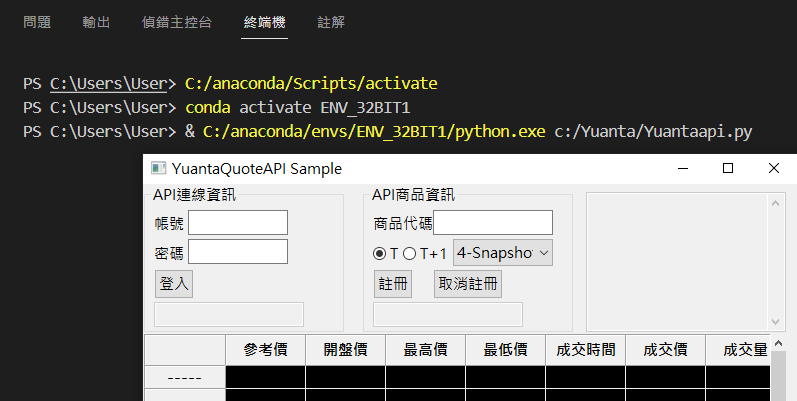 問題 輸出 偵錯主控台 終端機 註解
PS C:\Users\User> C:/anaconda/Scripts/activate
PS C:\Users\User> conda activate ENV_32BIT1
PS C:\Users\User> & C:/anaconda/envs/ENV_32BIT1/python.exe c:/Yuanta/Yuantaapi.py
YuantaQuoteAPI Sample
API連線資訊 API商品資訊
帳號 商品代碼
密碼 T T+1 4-Snapsho
登入 註冊 取消註冊
參考價 開盤價 最高價 最低價 成交時間 成交價 成交量
-----